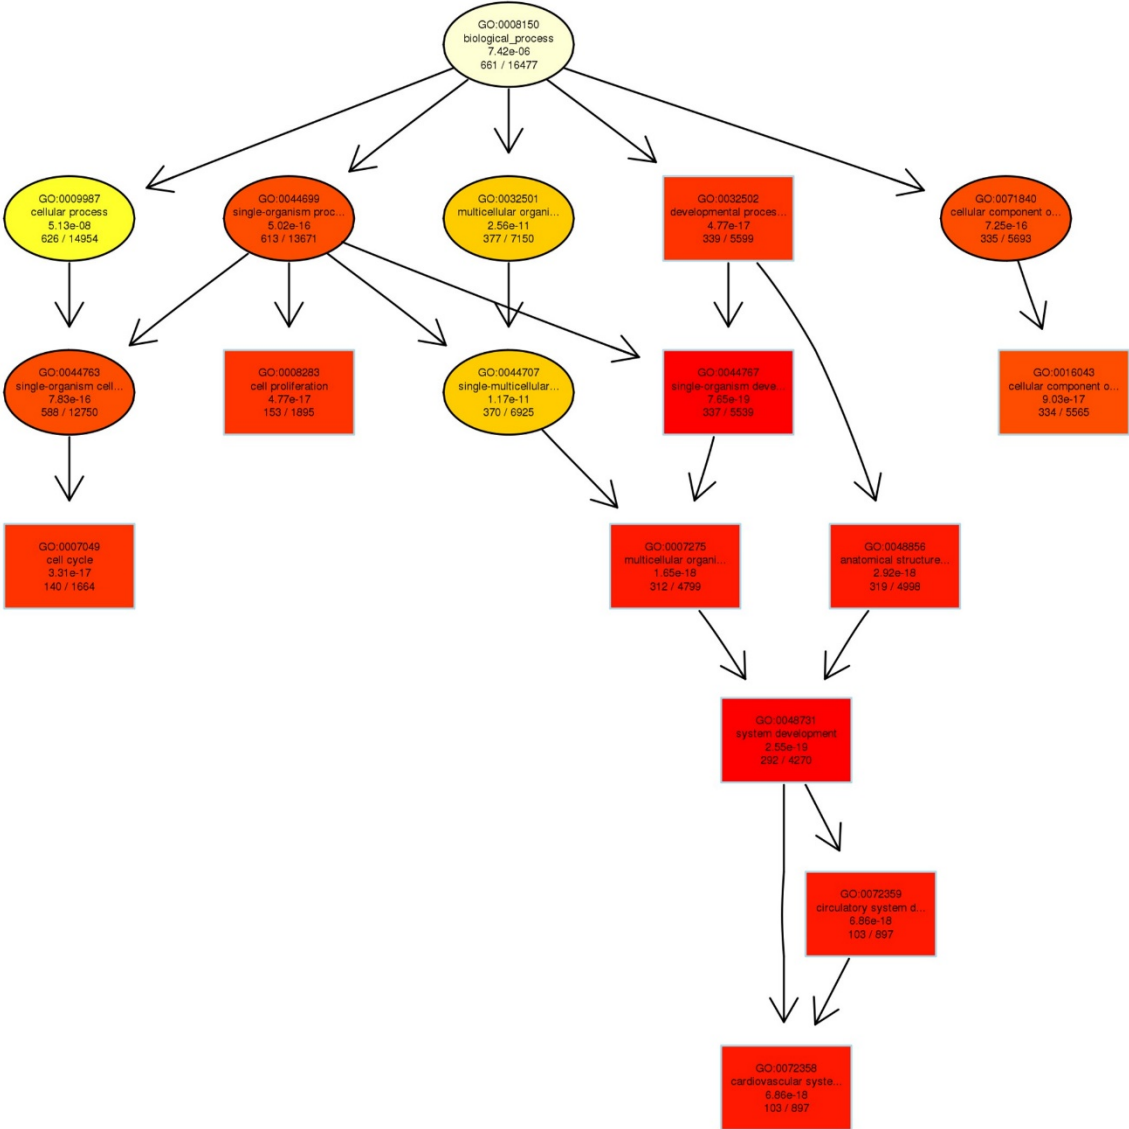 GO:0008150
biological_process
7.42e-06
661 / 16477
GO:0009987
cellular process
5.13e-08
626 / 14954
GO:0044699
single-organism proc...
5.02e-16
613 / 13671
GO:0032501
multicellular organi...
2.56e-11
377 / 7150
GO:0032502
developmental proces...
4.77e-17
339 / 5599
GO:0071840
cellular component o...
7.25e-16
335 / 5693
GO:0044763
single-organism cell...
7.83e-16
588 / 12750
GO:0008283
cell proliferation
4.77e-17
153 / 1895
GO:0044707
single-multicellular...
1.17e-11
370 / 6925
GO:0044767
single-organism deve...
7.65e-19
337 / 5539
GO:0016043
cellular component o...
9.03e-17
334 / 5565
GO:0007049
cell cycle
3.31e-17
140 / 1664
GO:0007275
multicellular organi...
1.65e-18
312 / 4799
GO:0048856
anatomical structure...
2.92e-18
319 / 4998
GO:0048731
system development
2.55e-19
292 / 4270
GO:0072359
circulatory system d...
6.86e-18
103 / 897
GO:0072358
cardiovascular syste...
6.86e-18
103 / 897